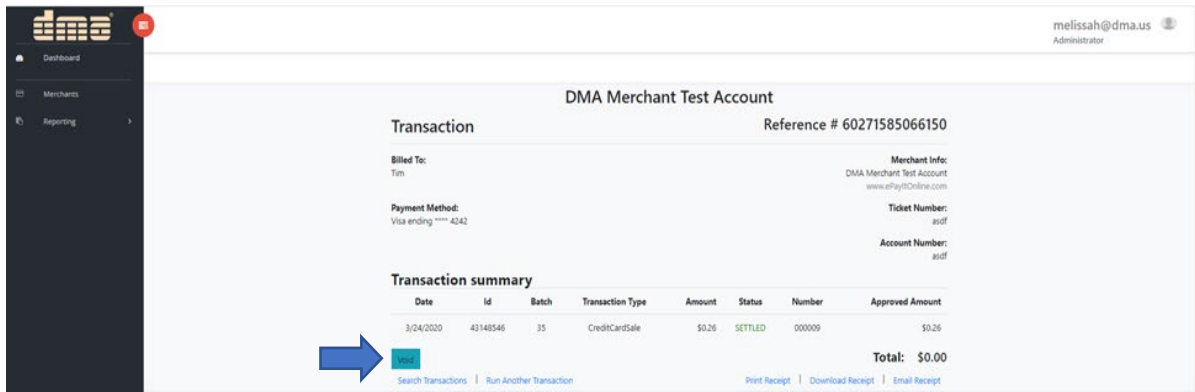 dma
melissah@dma.us
Administrator
Dashboard
Merchants
Reporting
DMA Merchant Test Account
Transaction
Reference # 60271585066150
Billed To:
Tim
Merchant Info:
DMA Merchant Test Account
www.ePayItOnline.com
Payment Method:
Visa ending **** 4242
Ticket Number:
asdf
Account Number:
asdf
Transaction summary
Date Id Batch Transaction Type Amount Status Number Approved Amount
3/24/2020 43148546 35 CreditCardSale $0.26 SETTLED 000009 $0.26
Void
Total: $0.00
Search Transactions | Run Another Transaction
Print Receipt | Download Receipt | Email Receipt